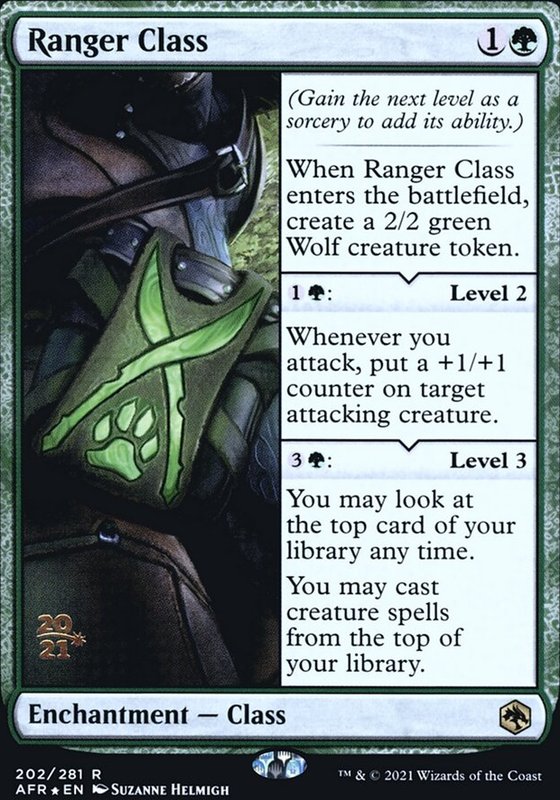 Ranger Class 1
(Gain the next level as a
sorcery to add its ability.)
When Ranger Class
enters the battlefield,
create a 2/2 green
Wolf creature token.
1 : Level 2
Whenever you
attack, put a +1/+1
counter on target
attacking creature.
3 : Level 3
You may look at
the top card of your
library any time.
You may cast
creature spells
from the top of
your library.
20
21
Enchantment — Class
202/281 R
AFR ★ EN Suzanne Helmigh
™ & © 2021 Wizards of the Coast